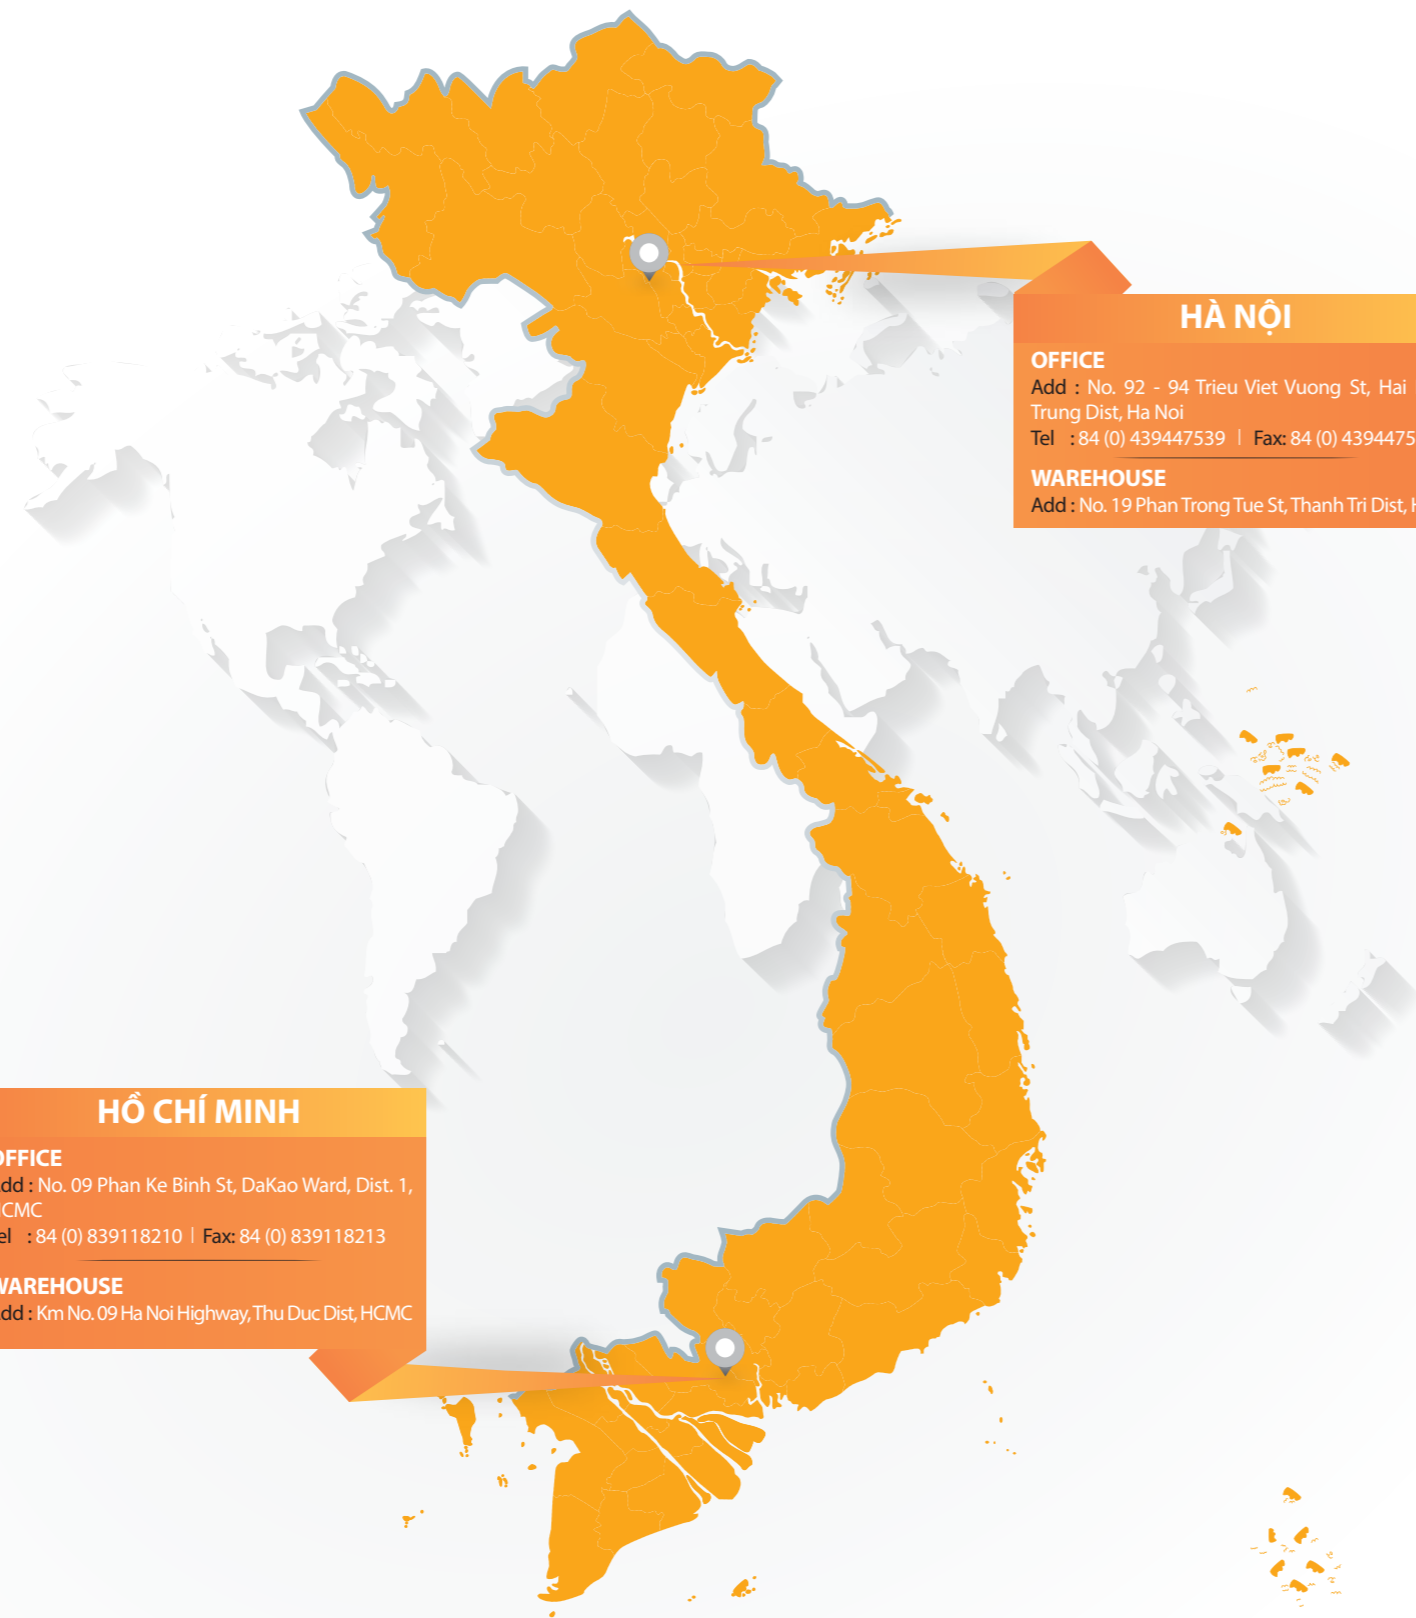 HÀ NỘI
OFFICE
Add : No. 92 - 94 Trieu Viet Vuong St, Hai
Trung Dist, Ha Noi
Tel : 84 (0) 439447539 | Fax: 84 (0) 4394475
WAREHOUSE
Add : No. 19 Phan Trong Tue St, Thanh Tri Dist, H
HỒ CHÍ MINH
OFFICE
dd : No. 09 Phan Ke Binh St, DaKao Ward, Dist. 1,
CMC
el : 84 (0) 839118210 | Fax: 84 (0) 839118213
WAREHOUSE
dd : Km No. 09 Ha Noi Highway, Thu Duc Dist, HCMC